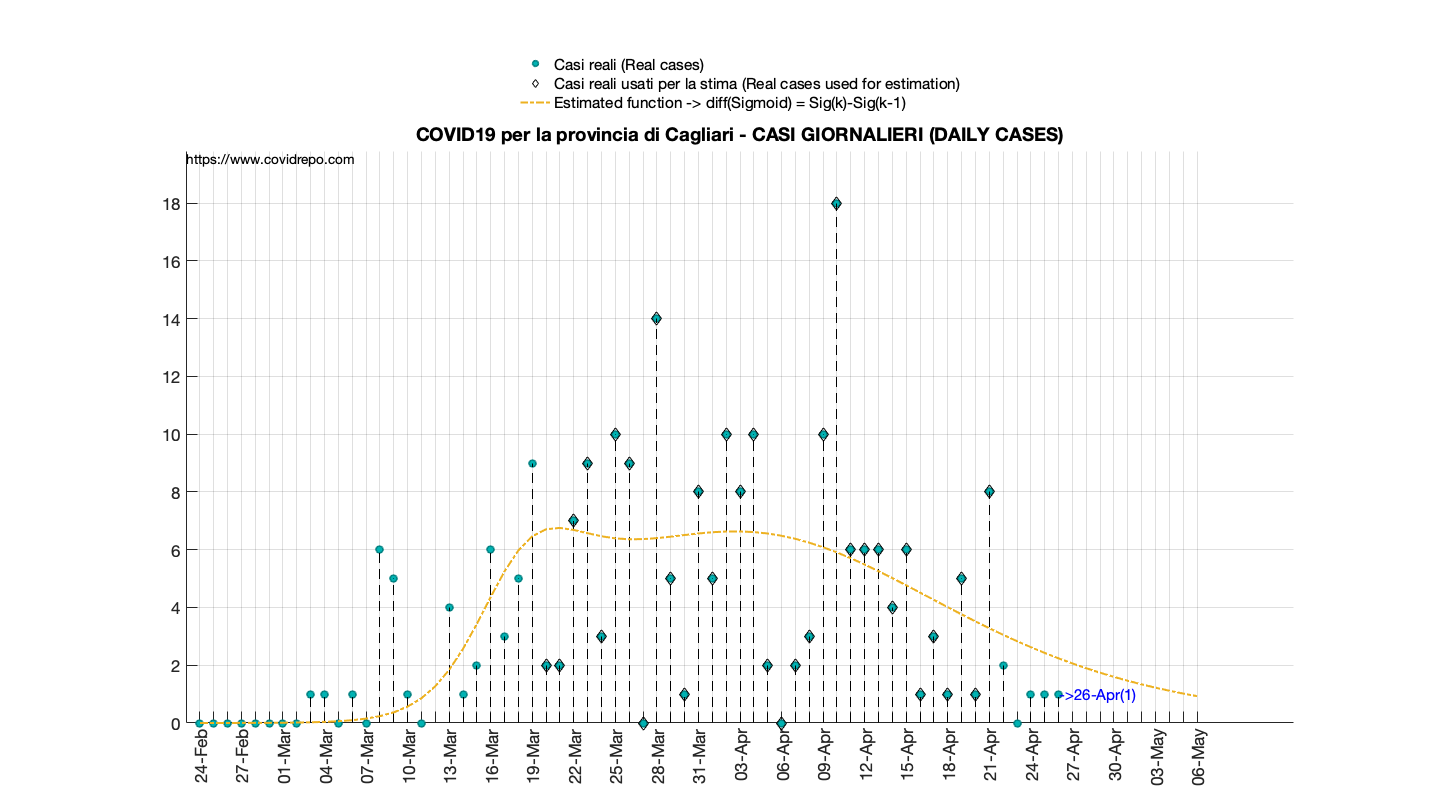 Casi reali (Real cases)
Casi reali usati per la stima (Real cases used for estimation)
Estimated function -> diff(Sigmoid) = Sig(k)-Sig(k-1)
COVID19 per la provincia di Cagliari - CASI GIORNALIERI (DAILY CASES)
https://www.covidrepo.com
18
16
14
12
10
8
6
4
2
0
->26-Apr(1)
24-Feb
27-Feb
01-Mar
04-Mar
07-Mar
10-Mar
13-Mar
16-Mar
19-Mar
22-Mar
25-Mar
28-Mar
31-Mar
03-Apr
06-Apr
09-Apr
12-Apr
15-Apr
18-Apr
21-Apr
24-Apr
27-Apr
30-Apr
03-May
06-May